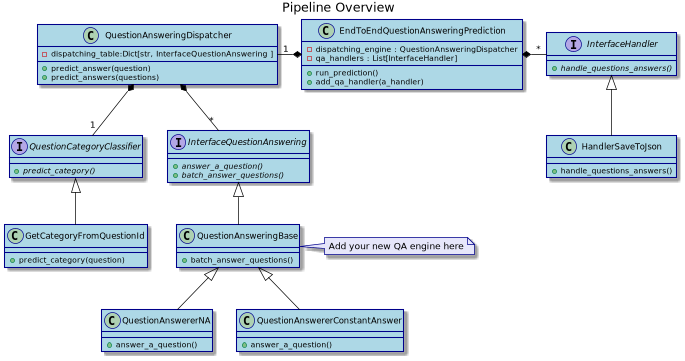 Pipeline Overview
C QuestionAnsweringDispatcher
dispatching_table:Dict[str, InterfaceQuestionAnswering ]
predict_answer(question)
predict_answers(questions)
1
C EndToEndQuestionAnsweringPrediction
dispatching_engine : QuestionAnsweringDispatcher
qa_handlers : List[InterfaceHandler]
run_prediction()
add_qa_handler(a_handler)
*
I InterfaceHandler
handle_questions_answers()
1
*
I QuestionCategoryClassifier
predict_category()
I InterfaceQuestionAnswering
answer_a_question()
batch_answer_questions()
C HandlerSaveToJson
handle_questions_answers()
C GetCategoryFromQuestionId
predict_category(question)
C QuestionAnsweringBase
batch_answer_questions()
Add your new QA engine here
C QuestionAnswererNA
answer_a_question()
C QuestionAnswererConstantAnswer
answer_a_question()